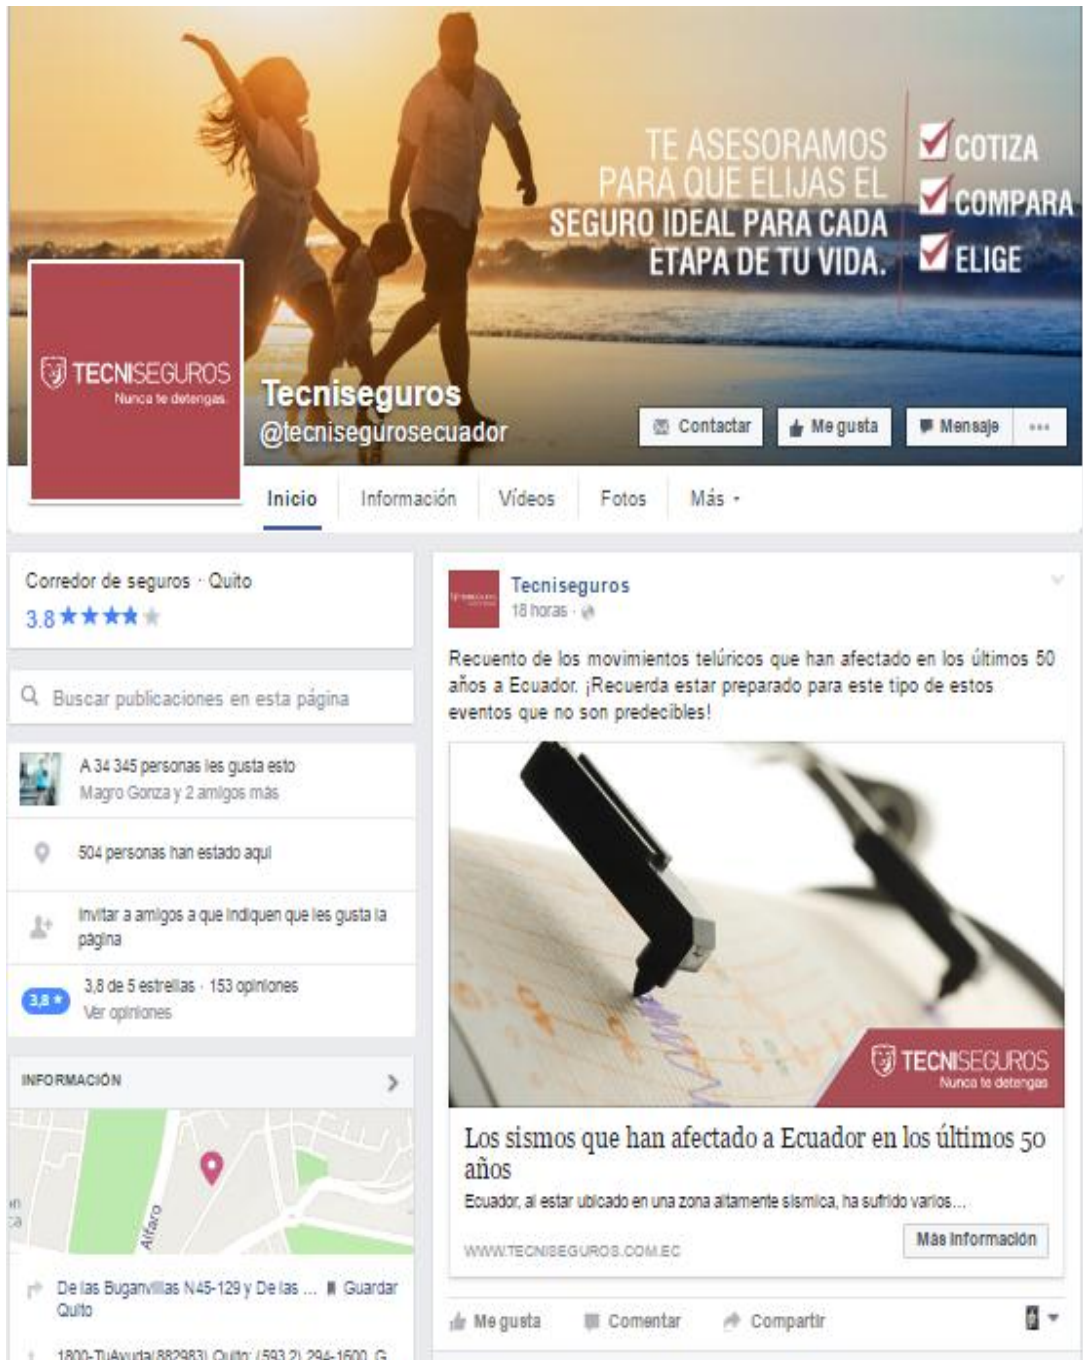 TE ASESORAMOS
PARA QUE ELIJAS EL
SEGURO IDEAL PARA CADA
ETAPA DE TU VIDA.
COTIZA
COMPARA
ELIGE
TECNISEGUROS
Nunca te detengas.
Tecniseguros
@tecnisegurosecuador
Contactar
Me gusta
Mensaje
Inicio
Información
Vídeos
Fotos
Más
Corredor de seguros · Quito
3.8
Buscar publicaciones en esta página
A 34 345 personas les gusta esto
Magro Gonza y 2 amigos más
504 personas han estado aquí
Invitar a amigos a que indiquen que les gusta la
página
3,8
3,8 de 5 estrellas · 153 opiniones
Ver opiniones
INFORMACIÓN
Alfaro
De las Buganvillas N45-129 y De las ... Guardar
Quito
1800-TuAyuda(882983) Quito: (593 2) 294-1600 G
Tecniseguros
18 horas
Recuento de los movimientos telúricos que han afectado en los últimos 50
años a Ecuador. ¡Recuerda estar preparado para este tipo de estos
eventos que no son predecibles!
TECNISEGUROS
Nunca te detengas
Los sismos que han afectado a Ecuador en los últimos 50
años
Ecuador, al estar ubicado en una zona altamente sísmica, ha sufrido varios...
WWW.TECNISEGUROS.COM.EC
Más información
Me gusta
Comentar
Compartir